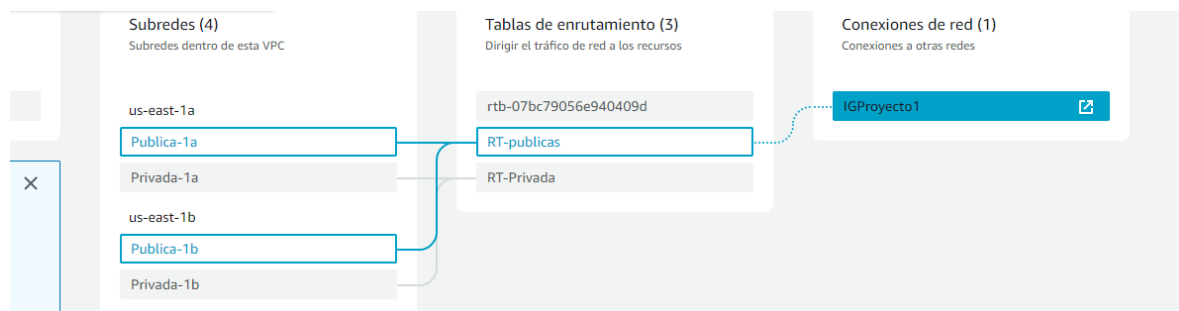 Subredes (4)
Subredes dentro de esta VPC
us-east-1a
Publica-1a
Privada-1a
us-east-1b
Publica-1b
Privada-1b
Tablas de enrutamiento (3)
Dirigir el tráfico de red a los recursos
rtb-07bc79056e940409d
RT-publicas
RT-Privada
Conexiones de red (1)
Conexiones a otras redes
IGProyecto1